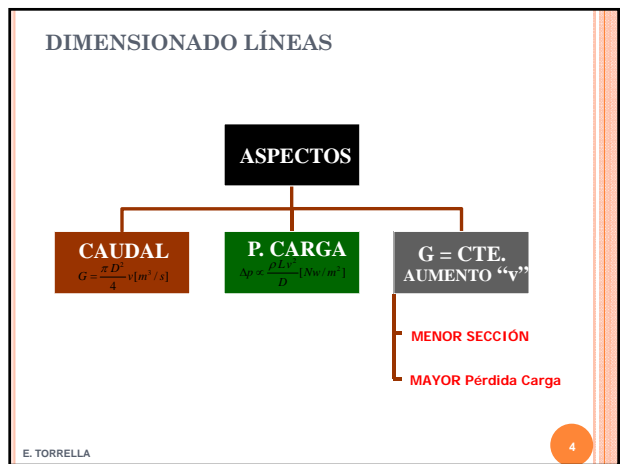 DIMENSIONADO LÍNEAS
ASPECTOS
CAUDAL
G = πD²/4 v[m³/s]
P. CARGA
Δp ∝ ρLv²/D [Nw/m²]
G = CTE.
AUMENTO “v”
MENOR SECCIÓN
MAYOR Pérdida Carga
E. TORRELLA
4